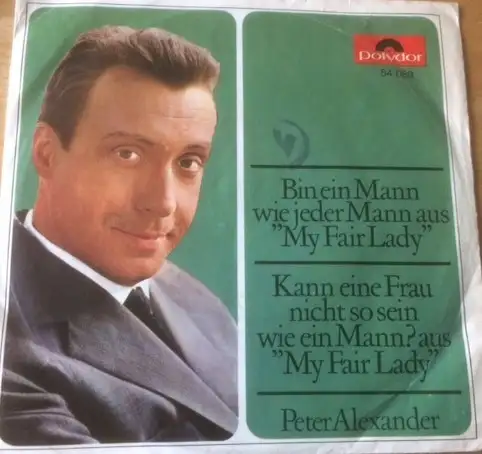 Polydor
54 089
Bin ein Mann
wie jeder Mann aus
"My Fair Lady"
Kann eine Frau
nicht so sein
wie ein Mann? aus
"My Fair Lady"
Peter Alexander